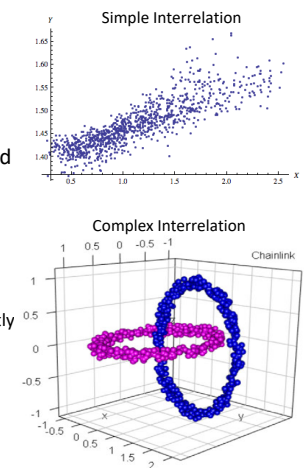 Simple Interrelation
y
1.65
1.60
1.55
1.50
1.45
1.40
0.5 1.0 1.5 2.0 2.5 x
d
Complex Interrelation
1 0.5 0 -0.5 -1
Chainlink
1
0.5
tly
0
-0.5
-1
-1 -0.5 0 0.5 1 1.5 2
x y